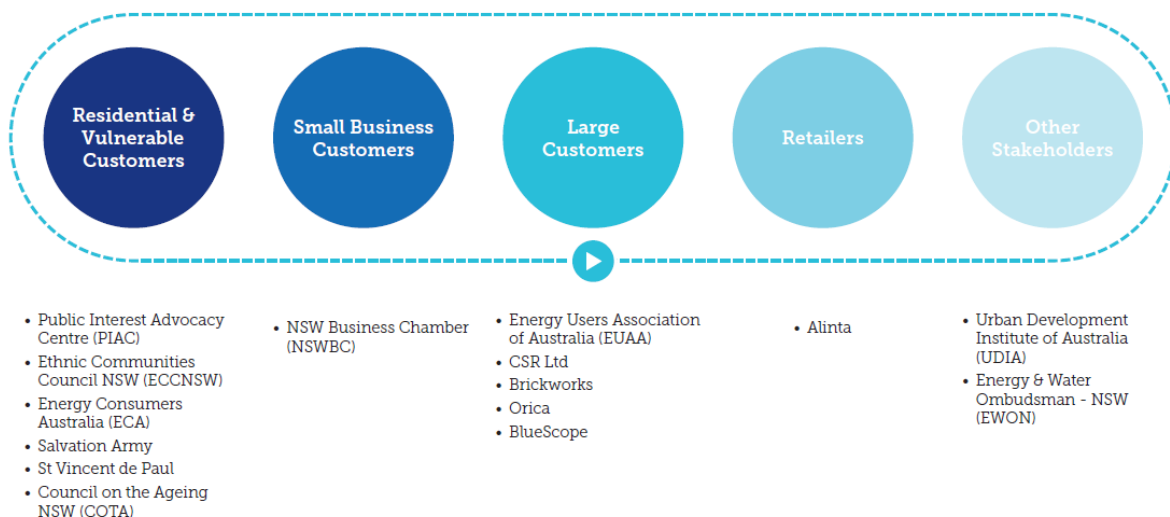 Residential &
Vulnerable
Customers
Small Business
Customers
Large
Customers
Retailers
Other
Stakeholders
• Public Interest Advocacy
Centre (PIAC)
• Ethnic Communities
Council NSW (ECCNSW)
• Energy Consumers
Australia (ECA)
• Salvation Army
• St Vincent de Paul
• Council on the Ageing
NSW (COTA)
• NSW Business Chamber
(NSWBC)
• Energy Users Association
of Australia (EUAA)
• CSR Ltd
• Brickworks
• Orica
• BlueScope
• Alinta
• Urban Development
Institute of Australia
(UDIA)
• Energy & Water
Ombudsman - NSW
(EWON)